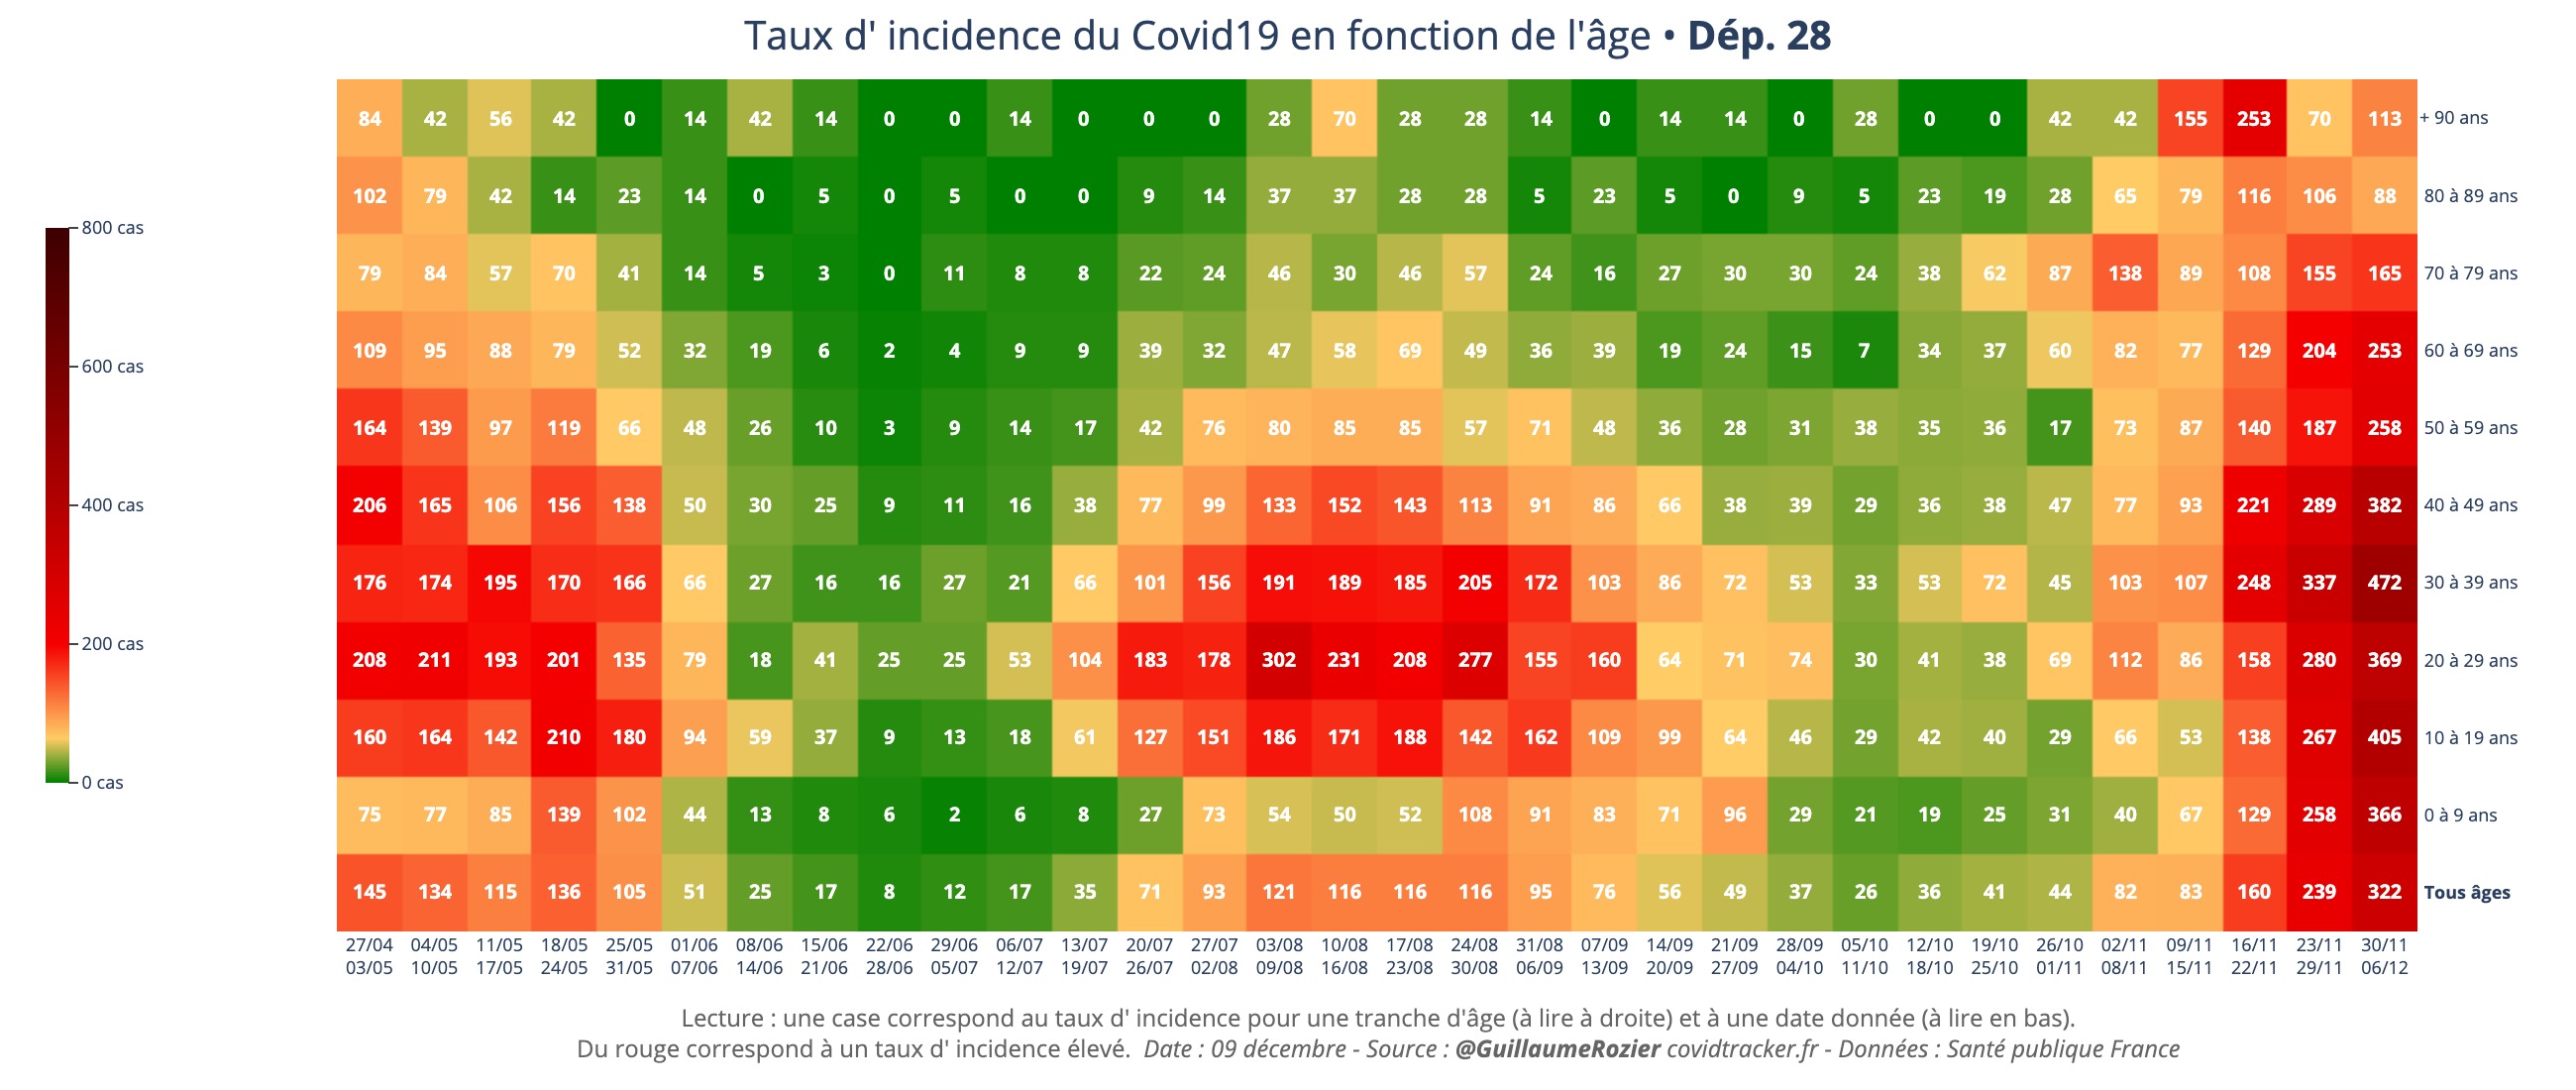 Taux d' incidence du Covid19 en fonction de l'âge • Dép. 28
800 cas
600 cas
400 cas
200 cas
0 cas
84 42 56 42 0 14 42 14 0 0 14 0 0 0 28 70 28 28 14 0 14 14 0 28 0 0 42 42 155 253 70 113 + 90 ans
102 79 42 14 23 14 0 5 0 5 0 0 9 14 37 37 28 28 5 23 5 0 9 5 23 19 28 65 79 116 106 88 80 à 89 ans
79 84 57 70 41 14 5 3 0 11 8 8 22 24 46 30 46 57 24 16 27 30 30 24 38 62 87 138 89 108 155 165 70 à 79 ans
109 95 88 79 52 32 19 6 2 4 9 9 39 32 47 58 69 49 36 39 19 24 15 7 34 37 60 82 77 129 204 253 60 à 69 ans
164 139 97 119 66 48 26 10 3 9 14 17 42 76 80 85 85 57 71 48 36 28 31 38 35 36 17 73 87 140 187 258 50 à 59 ans
206 165 106 156 138 50 30 25 9 11 16 38 77 99 133 152 143 113 91 86 66 38 39 29 36 38 47 77 93 221 289 382 40 à 49 ans
176 174 195 170 166 66 27 16 16 27 21 66 101 156 191 189 185 205 172 103 86 72 53 33 53 72 45 103 107 248 337 472 30 à 39 ans
208 211 193 201 135 79 18 41 25 25 53 104 183 178 302 231 208 277 155 160 64 71 74 30 41 38 69 112 86 158 280 369 20 à 29 ans
160 164 142 210 180 94 59 37 9 13 18 61 127 151 186 171 188 142 162 109 99 64 46 29 42 40 29 66 53 138 267 405 10 à 19 ans
75 77 85 139 102 44 13 8 6 2 6 8 27 73 54 50 52 108 91 83 71 96 29 21 19 25 31 40 67 129 258 366 0 à 9 ans
145 134 115 136 105 51 25 17 8 12 17 35 71 93 121 116 116 116 95 76 56 49 37 26 36 41 44 82 83 160 239 322 Tous âges
27/04 04/05 11/05 18/05 25/05 01/06 08/06 15/06 22/06 29/06 06/07 13/07 20/07 27/07 03/08 10/08 17/08 24/08 31/08 07/09 14/09 21/09 28/09 05/10 12/10 19/10 26/10 02/11 09/11 16/11 23/11 30/11
03/05 10/05 17/05 24/05 31/05 07/06 14/06 21/06 28/06 05/07 12/07 19/07 26/07 02/08 09/08 16/08 23/08 30/08 06/09 13/09 20/09 27/09 04/10 11/10 18/10 25/10 01/11 08/11 15/11 22/11 29/11 06/12
Lecture : une case correspond au taux d' incidence pour une tranche d'âge (à lire à droite) et à une date donnée (à lire en bas).
Du rouge correspond à un taux d' incidence élevé. Date : 09 décembre - Source : @GuillaumeRozier covidtracker.fr - Données : Santé publique France